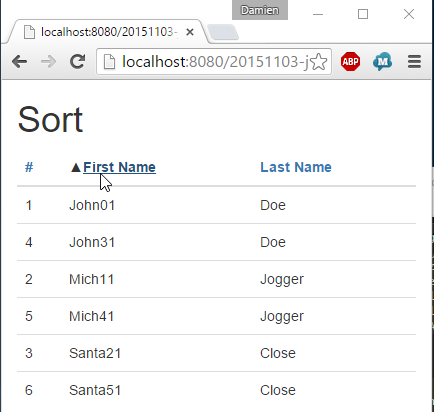 Damien
localhost:8080/20151103-
localhost:8080/20151103-j
ABP
M
Sort
# ▲First Name Last Name
1 John01 Doe
4 John31 Doe
2 Mich11 Jogger
5 Mich41 Jogger
3 Santa21 Close
6 Santa51 Close